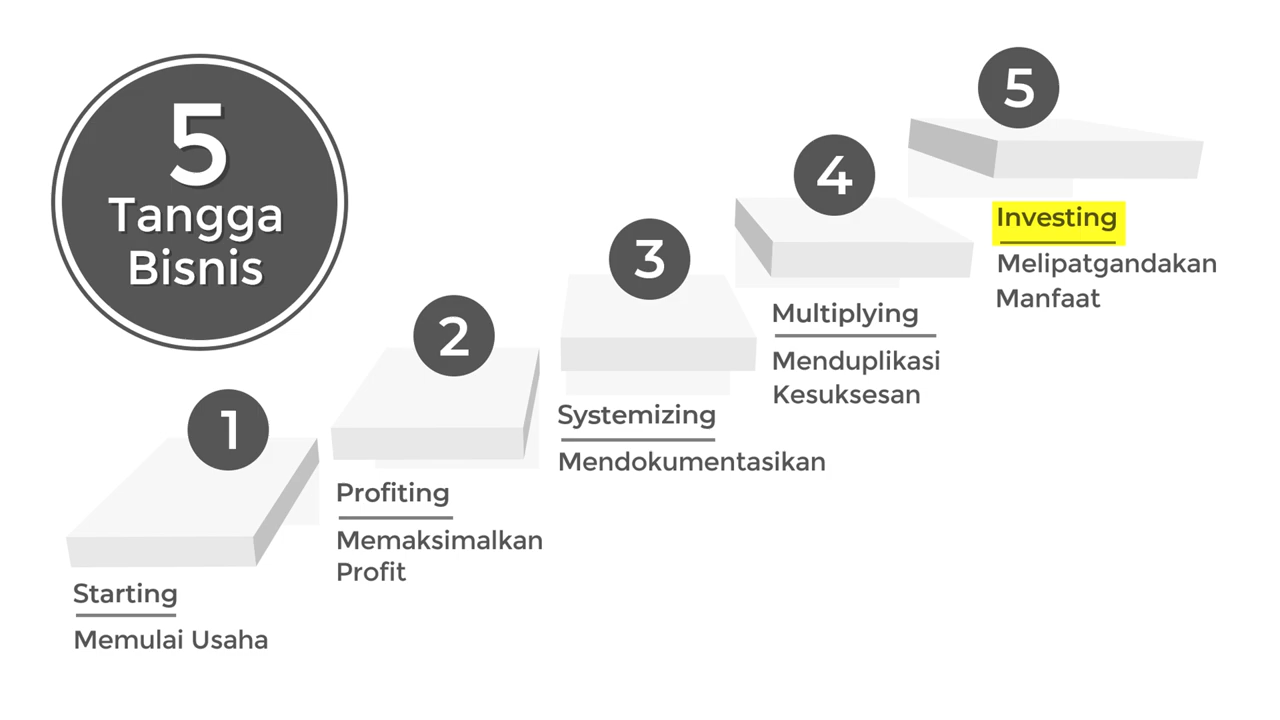 5
Tangga
Bisnis
1
Starting
Memulai Usaha
2
Profiting
Memaksimalkan
Profit
3
Systemizing
Mendokumentasikan
4
Multiplying
Menduplikasi
Kesuksesan
5
Investing
Melipatgandakan
Manfaat